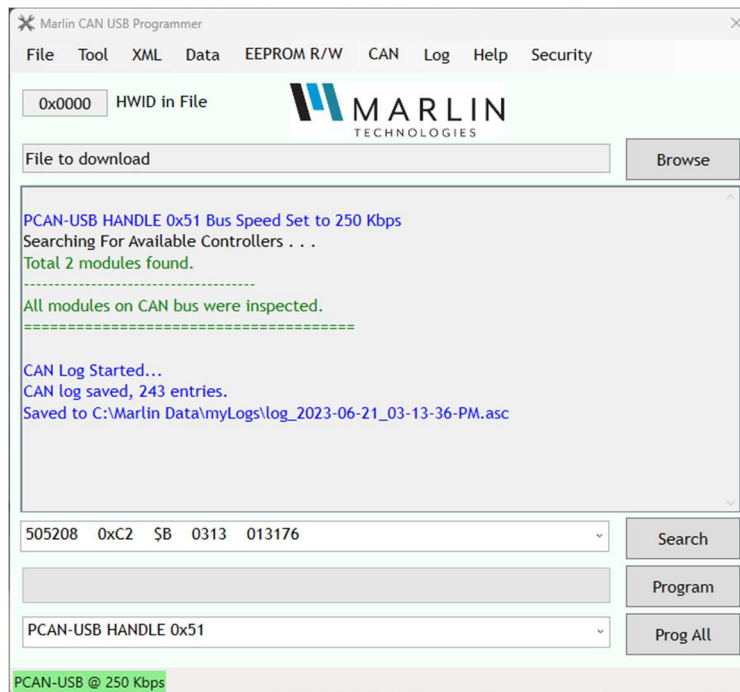 Marlin CAN USB Programmer
File Tool XML Data EEPROM R/W CAN Log Help Security
0x0000 HWID in File
MARLIN
TECHNOLOGIES
File to download Browse
PCAN-USB HANDLE 0x51 Bus Speed Set to 250 Kbps
Searching For Available Controllers . . .
Total 2 modules found.
-------------------------------------
All modules on CAN bus were inspected.
======================================
CAN Log Started...
CAN log saved, 243 entries.
Saved to C:\Marlin Data\myLogs\log_2023-06-21_03-13-36-PM.asc
505208 0xC2 $B 0313 013176 Search
Program
PCAN-USB HANDLE 0x51 Prog All
PCAN-USB @ 250 Kbps